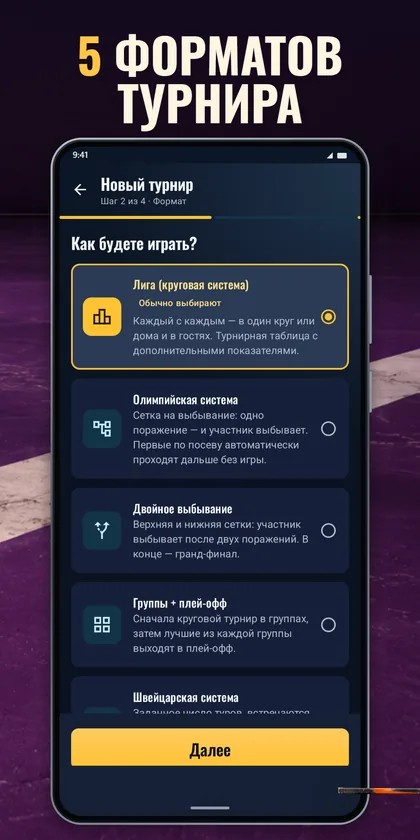 5 ФОРМАТОВ
ТУРНИРА
9:41
Новый турнир
Шаг 2 из 4 · Формат
Как будете играть?
Лига (круговая система)
Обычно выбирают
Каждый с каждым — в один круг или
дома и в гостях. Турнирная таблица с
дополнительными показателями.
Олимпийская система
Сетка на выбывание: одно
поражение — и участник выбывает.
Первые по посеву автоматически
проходят дальше без игры.
Двойное выбывание
Верхняя и нижняя сетки: участник
выбывает после двух поражений. В
конце — гранд-финал.
Группы + плей-офф
Сначала круговой турнир в группах,
затем лучшие из каждой группы
выходят в плей-офф.
Швейцарская система
Заданное число туров, встречаются
Далее